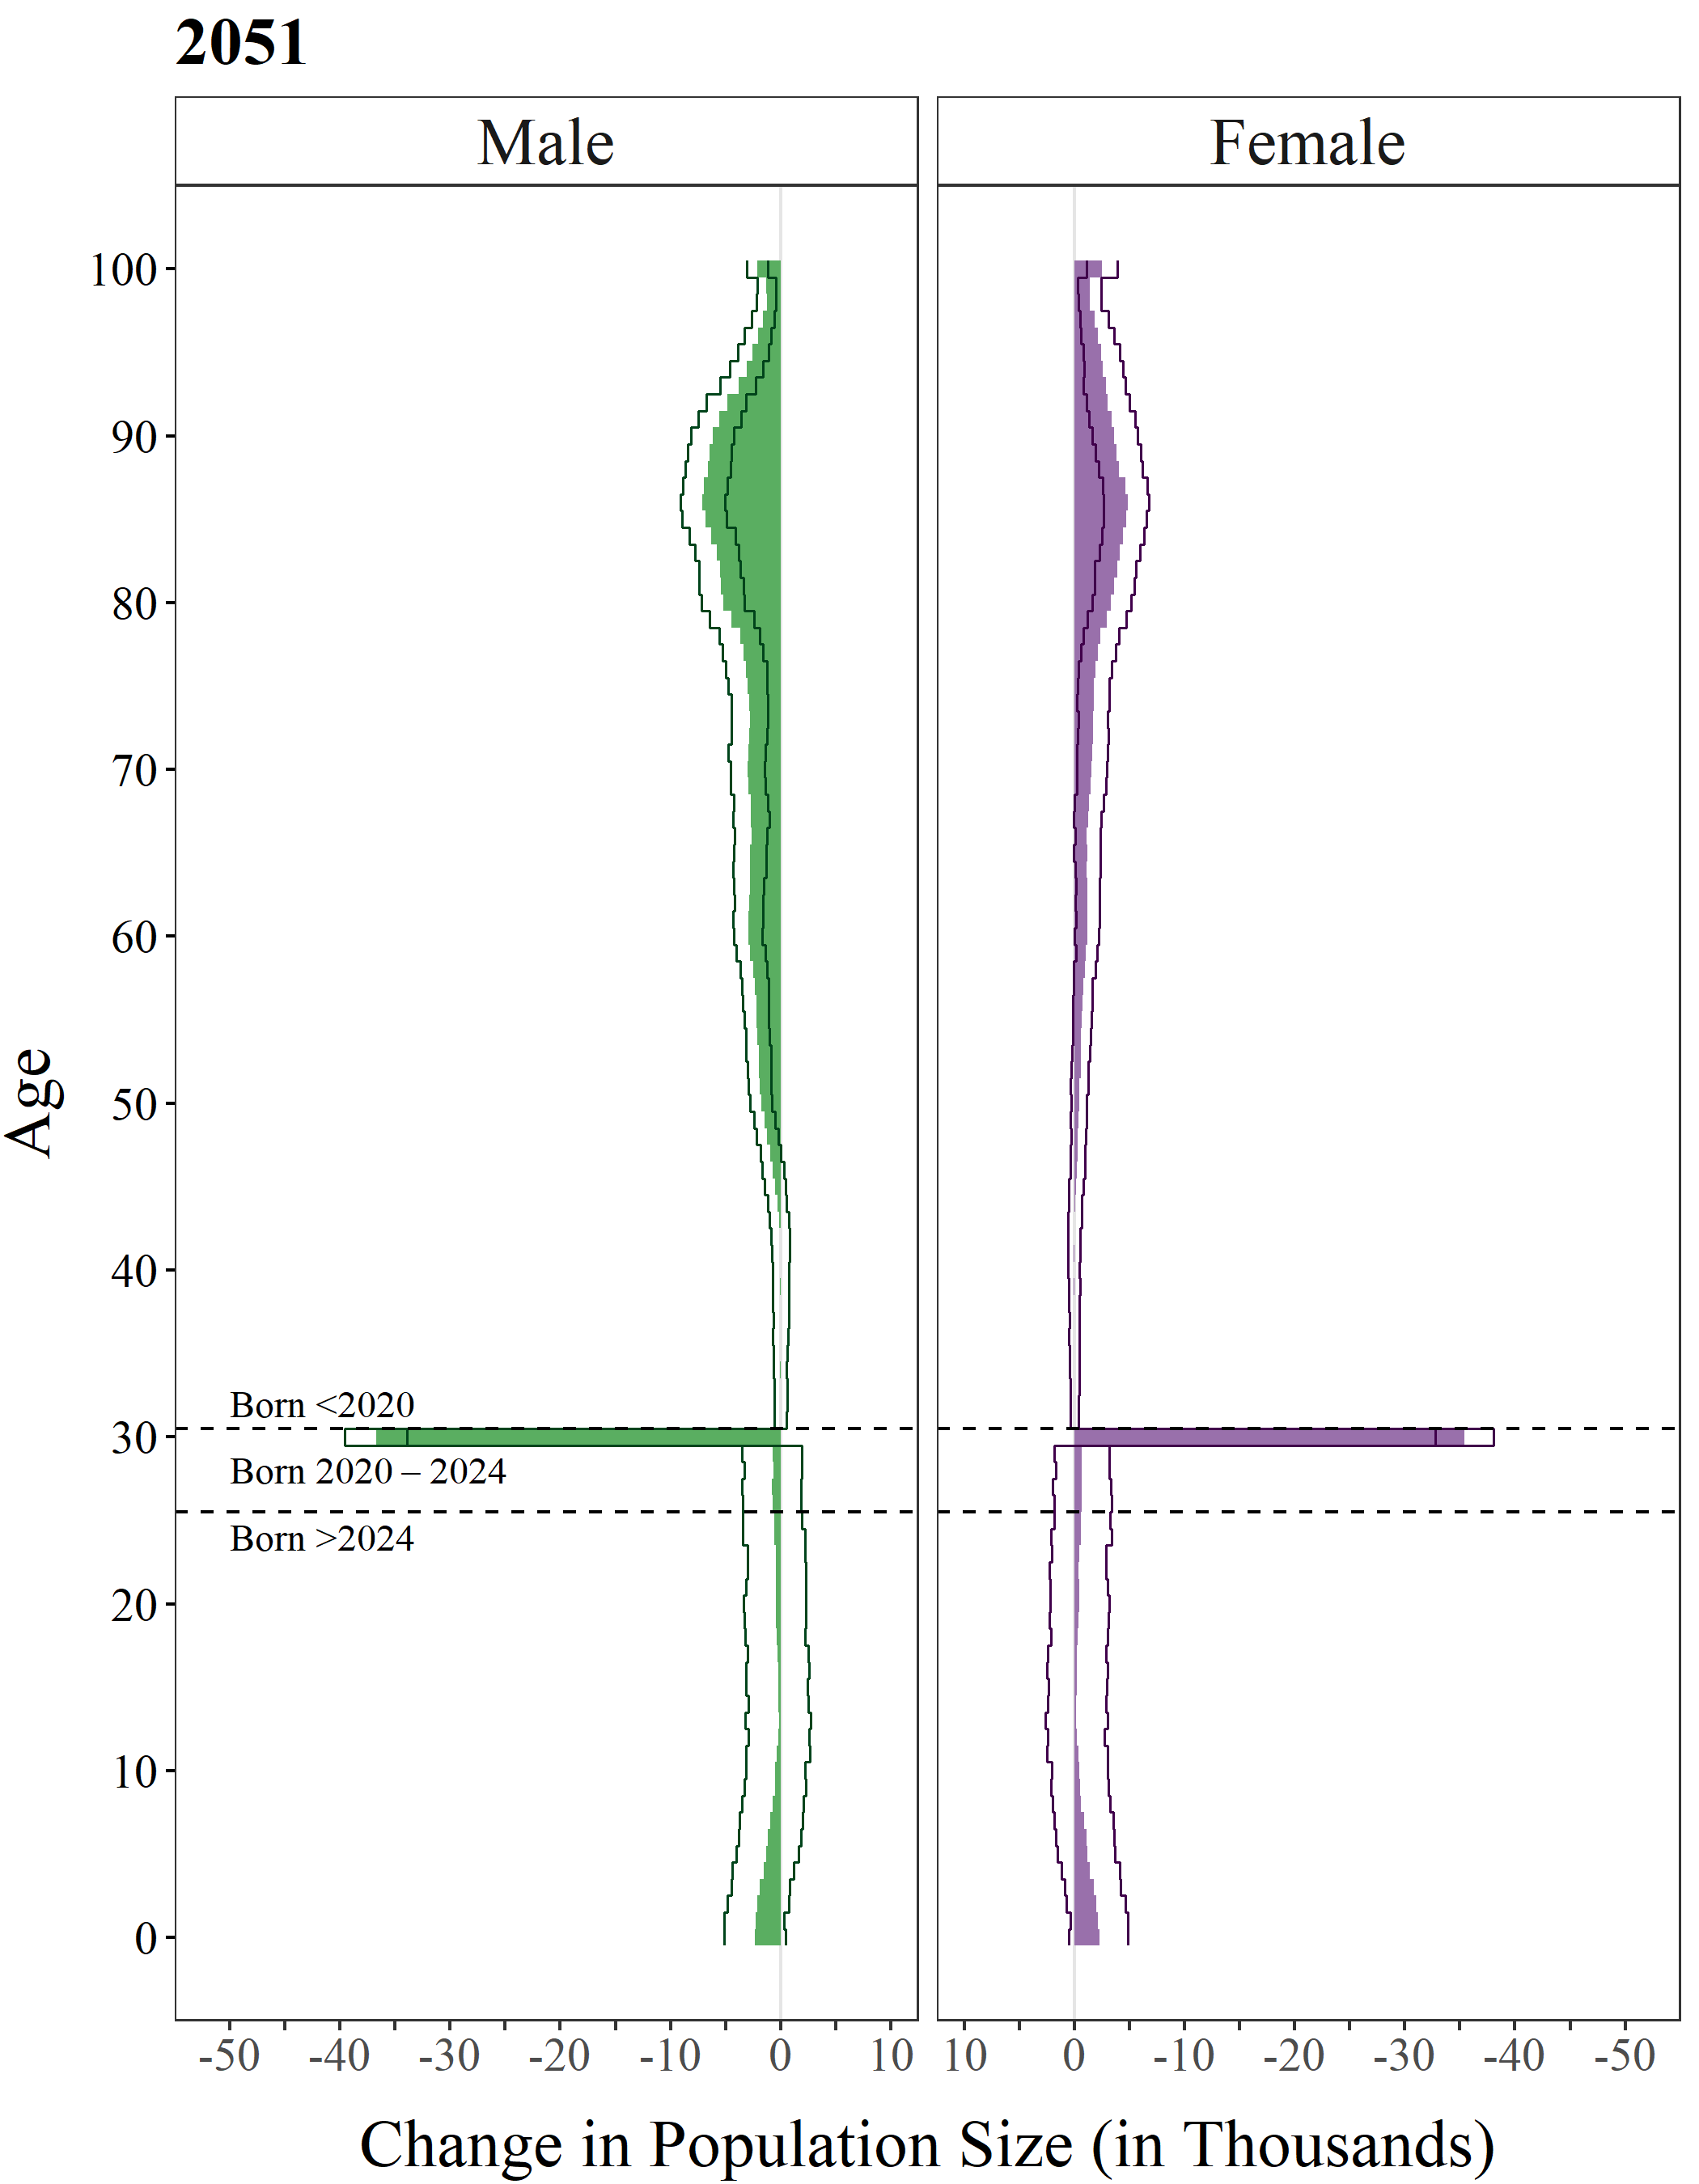 2051
Male
Female
100
90
80
70
60
50
40
30
20
10
0
Age
Born <2020
Born 2020 – 2024
Born >2024
-50 -40 -30 -20 -10 0 10
10 0 -10 -20 -30 -40 -50
Change in Population Size (in Thousands)